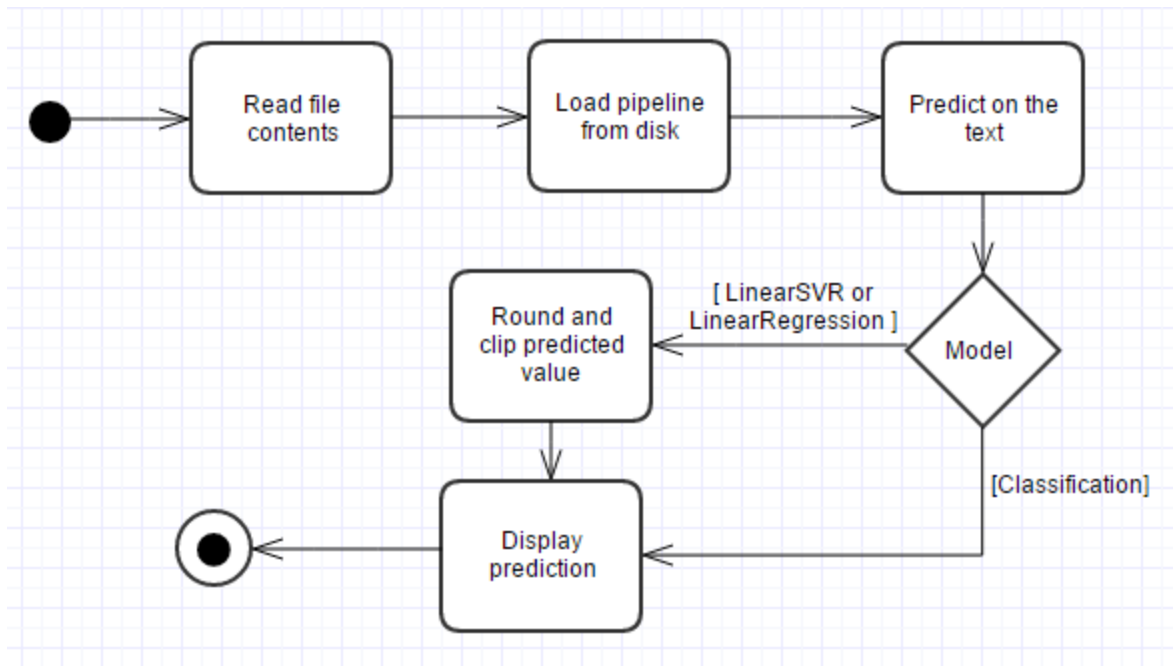 Read file
contents
Load pipeline
from disk
Predict on the
text
[ LinearSVR or
LinearRegression ]
Round and
clip predicted
value
Model
[Classification]
Display
prediction